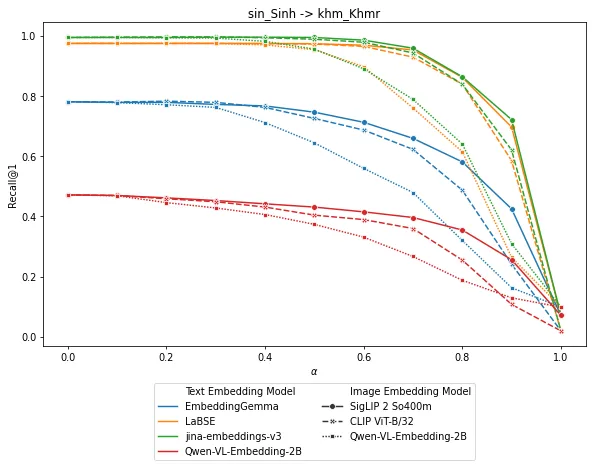 sin_Sinh -> khm_Khmr
1.0
0.8
0.6
0.4
0.2
0.0
Recall@1
0.0 0.2 0.4 0.6 0.8 1.0
α
Text Embedding Model Image Embedding Model
EmbeddingGemma SigLIP 2 So400m
LaBSE CLIP ViT-B/32
jina-embeddings-v3 Qwen-VL-Embedding-2B
Qwen-VL-Embedding-2B